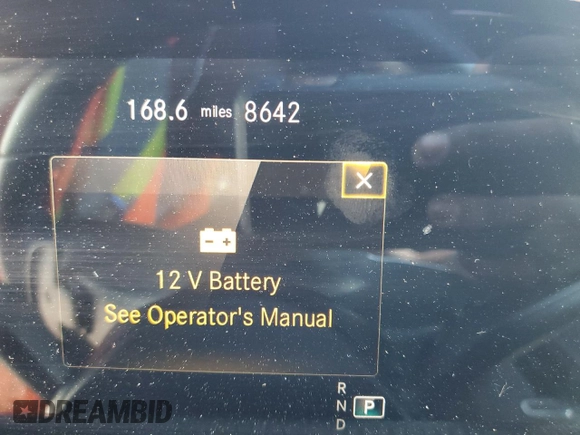 168.6 miles 8642
12 V Battery
See Operator's Manual
R
N P
D
DREAMBID